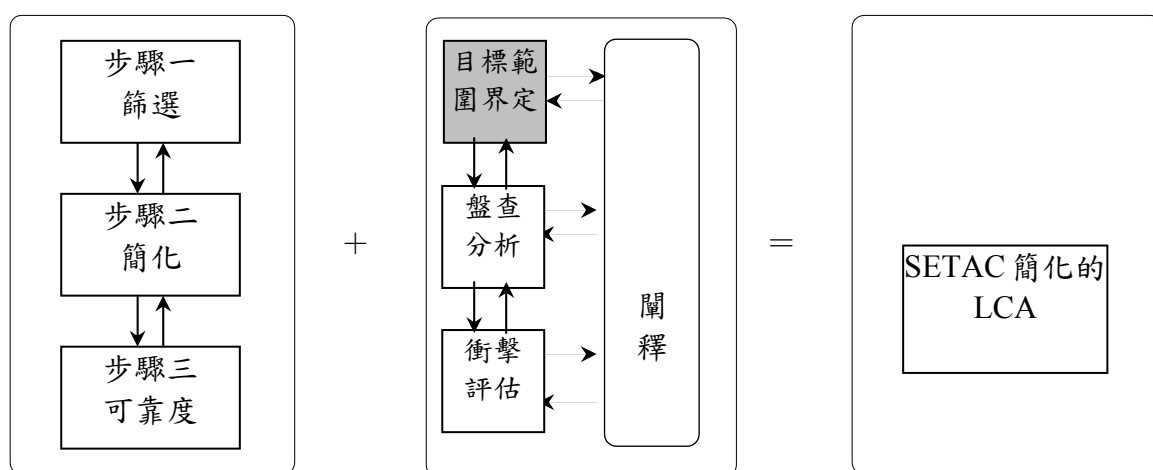 步驟一
篩選
步驟二
簡化
步驟三
可靠度
+
目標範
圍界定
盤查
分析
衝擊
評估
闡
釋
=
SETAC 簡化的
LCA